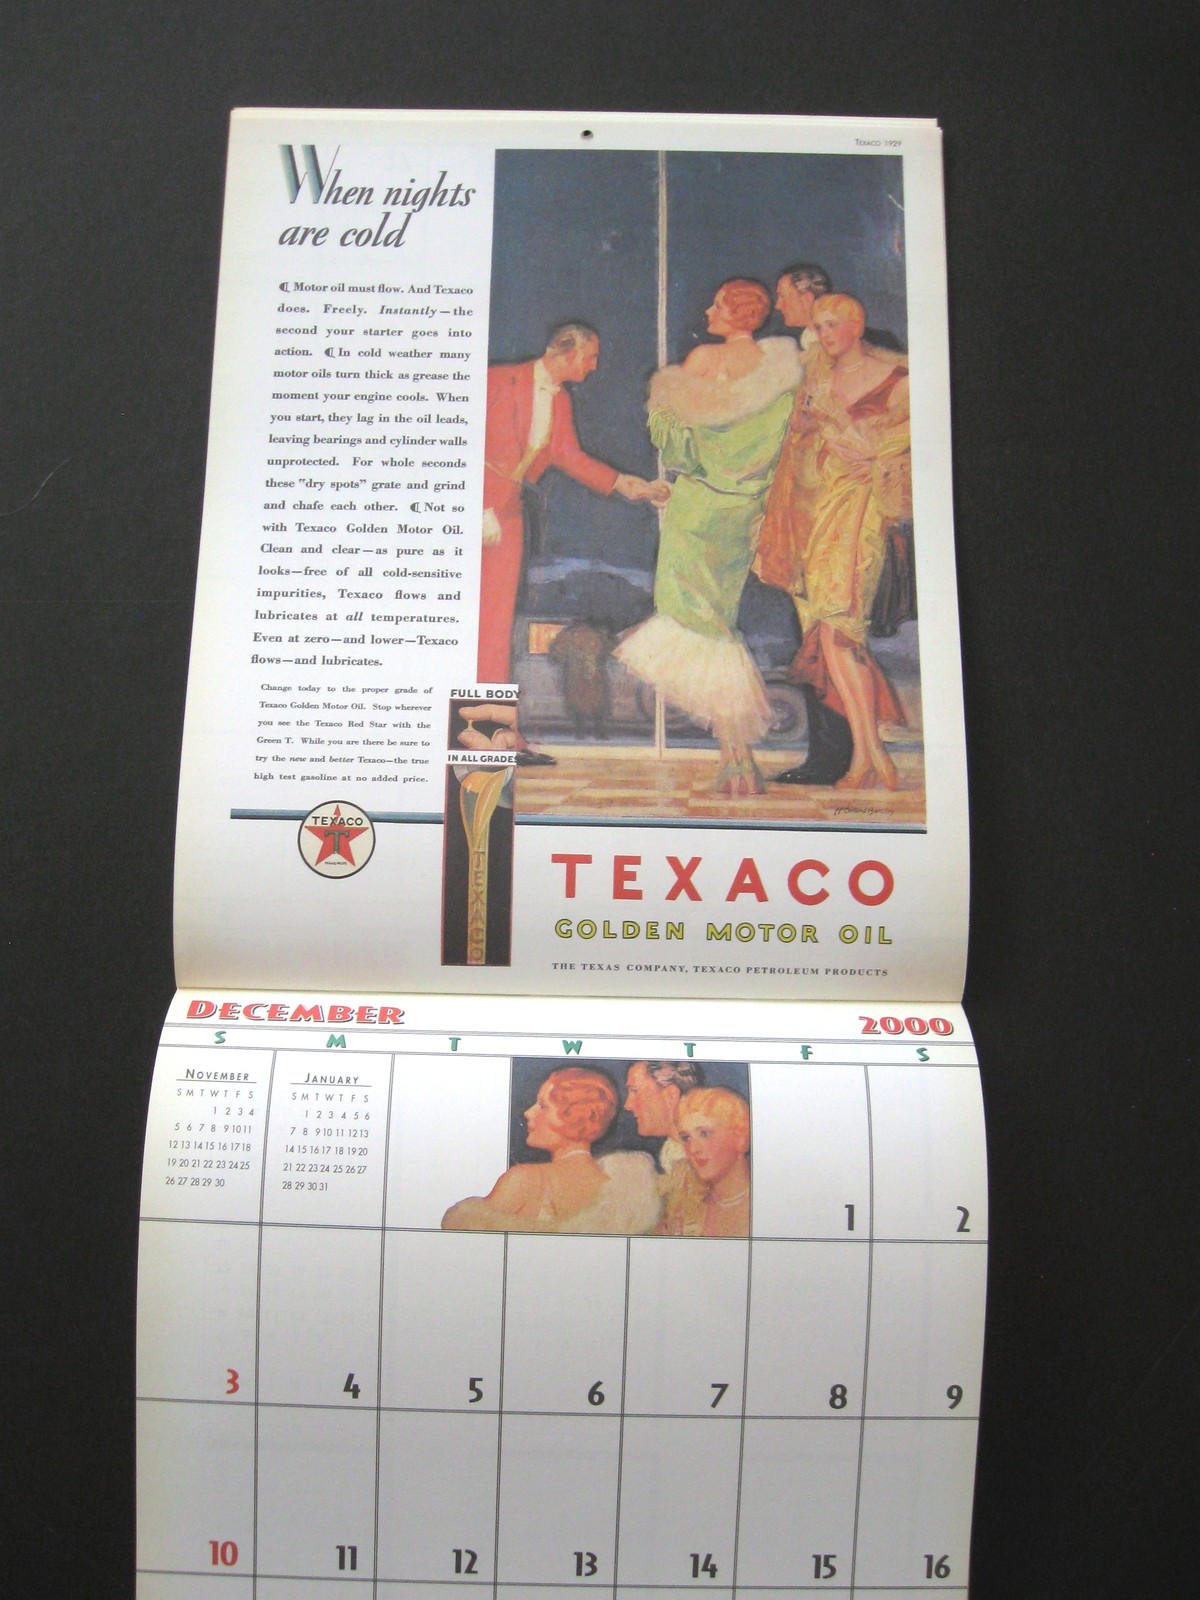 TEXACO 1929
When nights
are cold
¶ Motor oil must flow. And Texaco
does. Freely. Instantly—the
second your starter goes into
action. ¶ In cold weather many
motor oils turn thick as grease the
moment your engine cools. When
you start, they lag in the oil leads,
leaving bearings and cylinder walls
unprotected. For whole seconds
these "dry spots" grate and grind
and chafe each other. ¶ Not so
with Texaco Golden Motor Oil.
Clean and clear—as pure as it
looks—free of all cold-sensitive
impurities, Texaco flows and
lubricates at all temperatures.
Even at zero—and lower—Texaco
flows—and lubricates.
Change today to the proper grade of
Texaco Golden Motor Oil. Stop wherever
you see the Texaco Red Star with the
Green T. While you are there be sure to
try the new and better Texaco—the true
high test gasoline at no added price.
FULL BODY
IN ALL GRADES
TEXACO
TEXACO
T
TEXACO
GOLDEN MOTOR OIL
THE TEXAS COMPANY, TEXACO PETROLEUM PRODUCTS
DECEMBER 2000
S M T W T F S
NOVEMBER
S M T W T F S
1 2 3 4
5 6 7 8 9 10 11
12 13 14 15 16 17 18
19 20 21 22 23 24 25
26 27 28 29 30
JANUARY
S M T W T F S
1 2 3 4 5 6
7 8 9 10 11 12 13
14 15 16 17 18 19 20
21 22 23 24 25 26 27
28 29 30 31
1 2
3 4 5 6 7 8 9
10 11 12 13 14 15 16